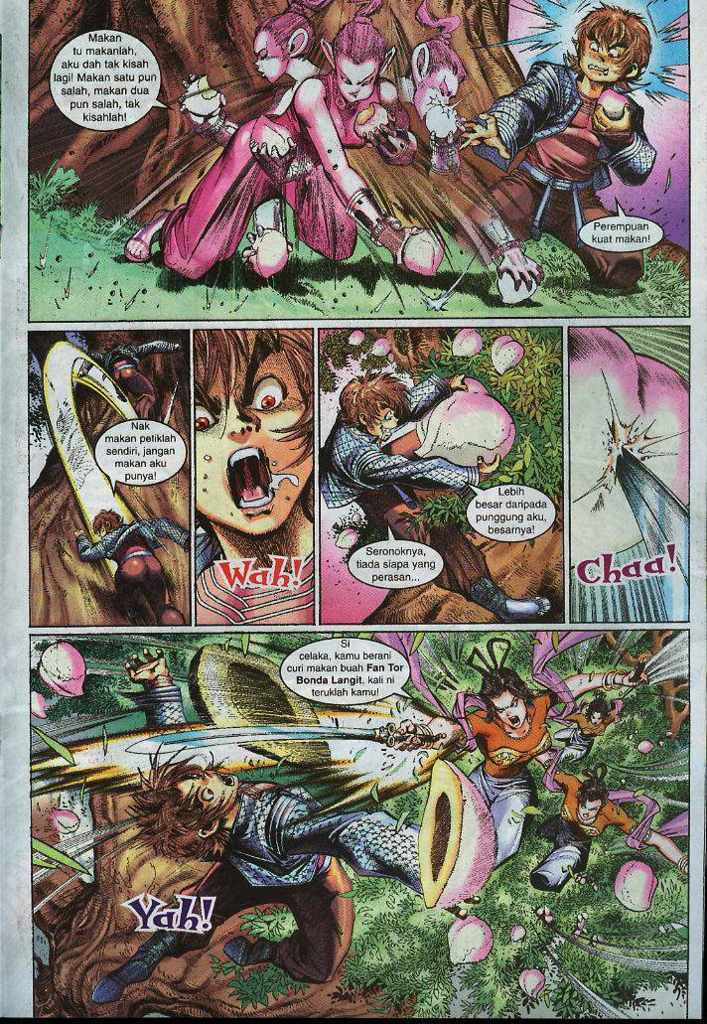 Makan
tu makanlah,
aku dah tak kisah
lagi! Makan satu pun
salah, makan dua
pun salah, tak
kisahlah!
Perempuan
kuat makan!
Nak
makan petiklah
sendiri, jangan
makan aku
punya!
Wah!
Lebih
besar daripada
punggung aku,
besarnya!
Seronoknya,
tiada siapa yang
perasan...
Chaa!
Si
celaka, kamu berani
curi makan buah Fan Tor
Bonda Langit, kali ni
teruklah kamu!
Yah!